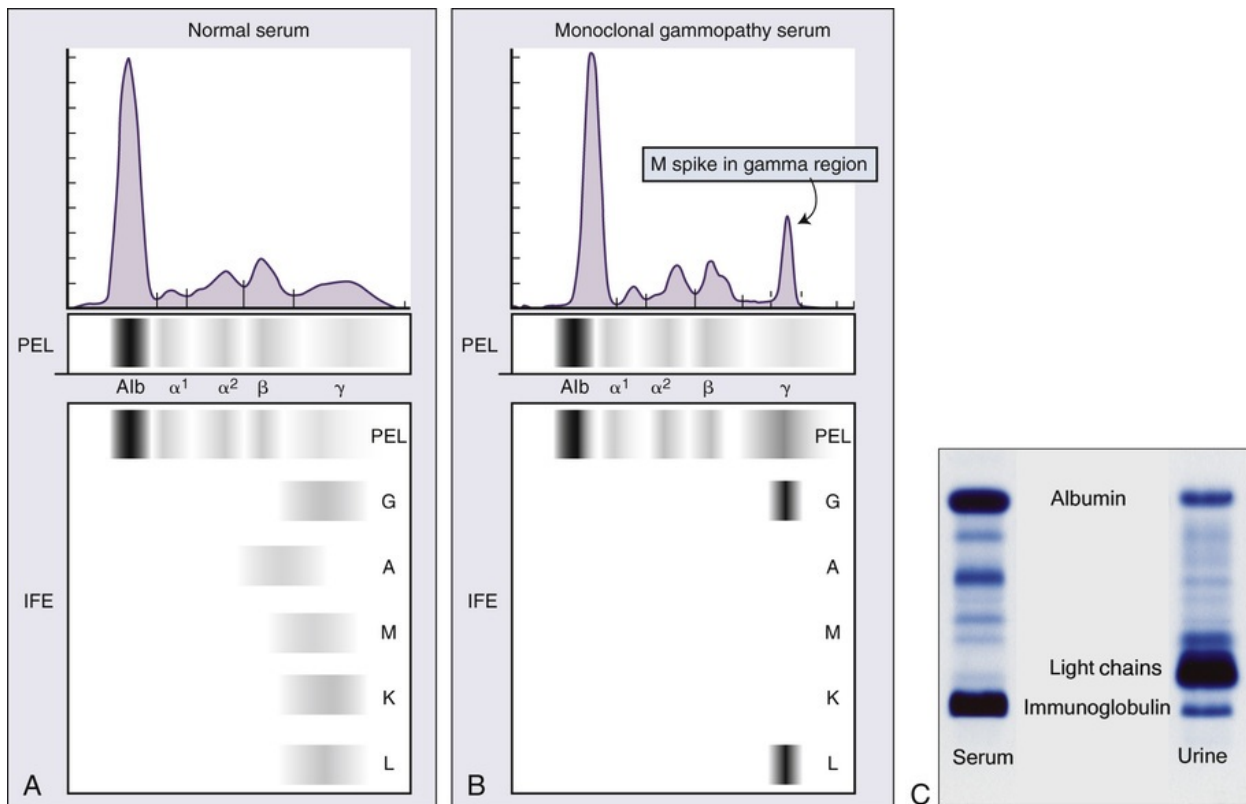 Normal serum
PEL
Alb α¹ α² β γ
PEL
G
A
IFE
M
K
L
A
Monoclonal gammopathy serum
M spike in gamma region
PEL
Alb α¹ α² β γ
PEL
G
A
IFE
M
K
L
B
Albumin
Light chains
Immunoglobulin
Serum
Urine
C